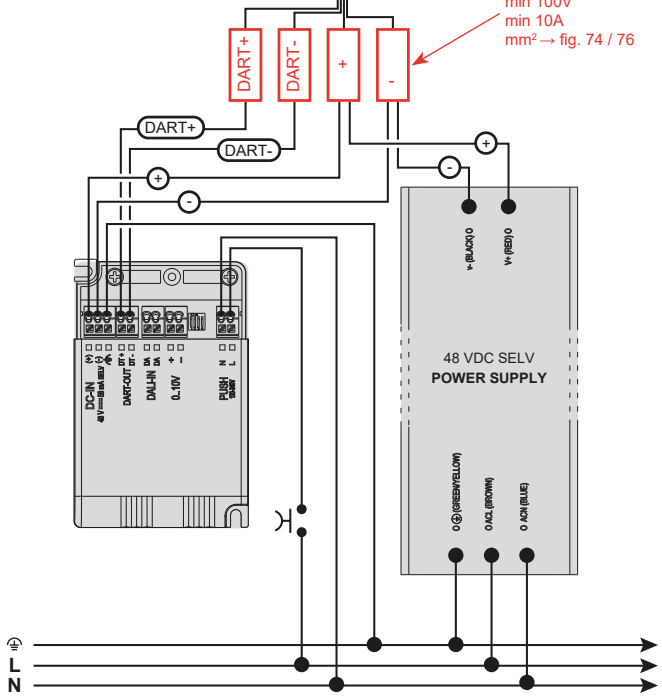 min 100V
min 10A
mm² → fig. 74 / 76
DART+
DART-
+
-
DART+
DART-
+
-
+
-
v- (BLACK) O
V+ (RED) O
48 VDC SELV
POWER SUPPLY
(+)
(-)
DT+
DT-
DA
DA
+
-
N
L
DC-IN
DART-OUT
DALI-IN
0..10V
PUSH
O (GREEN/YELLOW)
O ACL (BROWN)
O ACN (BLUE)
L
N